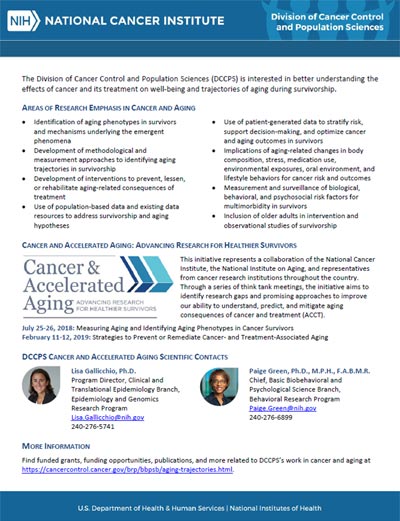 NIH NATIONAL CANCER INSTITUTE
Division of Cancer Control
and Population Sciences
The Division of Cancer Control and Population Sciences (DCCPS) is interested in better understanding the
effects of cancer and its treatment on well-being and trajectories of aging during survivorship.
AREAS OF RESEARCH EMPHASIS IN CANCER AND AGING
• Identification of aging phenotypes in survivors
and mechanisms underlying the emergent
phenomena
• Development of methodological and
measurement approaches to identifying aging
trajectories in survivorship
• Development of interventions to prevent, lessen,
or rehabilitate aging-related consequences of
treatment
• Use of population-based data and existing data
resources to address survivorship and aging
hypotheses
• Use of patient-generated data to stratify risk,
support decision-making, and optimize cancer
and aging outcomes in survivors
• Implications of aging-related changes in body
composition, stress, medication use,
environmental exposures, oral environment, and
lifestyle behaviors for cancer risk and outcomes
• Measurement and surveillance of biological,
behavioral, and psychosocial risk factors for
multimorbidity in survivors
• Inclusion of older adults in intervention and
observational studies of survivorship
CANCER AND ACCELERATED AGING: ADVANCING RESEARCH FOR HEALTHIER SURVIVORS
Cancer &
Accelerated
Aging ADVANCING RESEARCH
FOR HEALTHIER SURVIVORS
This initiative represents a collaboration of the National Cancer
Institute, the National Institute on Aging, and representatives
from cancer research institutions throughout the country.
Through a series of think tank meetings, the initiative aims to
identify research gaps and promising approaches to improve
our ability to understand, predict, and mitigate aging
consequences of cancer and treatment (ACCT).
July 25-26, 2018: Measuring Aging and Identifying Aging Phenotypes in Cancer Survivors
February 11-12, 2019: Strategies to Prevent or Remediate Cancer- and Treatment-Associated Aging
DCCPS CANCER AND ACCELERATED AGING SCIENTIFIC CONTACTS
Lisa Gallicchio, Ph.D.
Program Director, Clinical and
Translational Epidemiology Branch,
Epidemiology and Genomics
Research Program
Lisa.Gallicchio@nih.gov
240-276-5741
Paige Green, Ph.D., M.P.H., F.A.B.M.R.
Chief, Basic Biobehavioral and
Psychological Science Branch,
Behavioral Research Program
Paige.Green@nih.gov
240-276-6899
MORE INFORMATION
Find funded grants, funding opportunities, publications, and more related to DCCPS's work in cancer and aging at
https://cancercontrol.cancer.gov/brp/bbpsb/aging-trajectories.html.
U.S. Department of Health & Human Services | National Institutes of Health